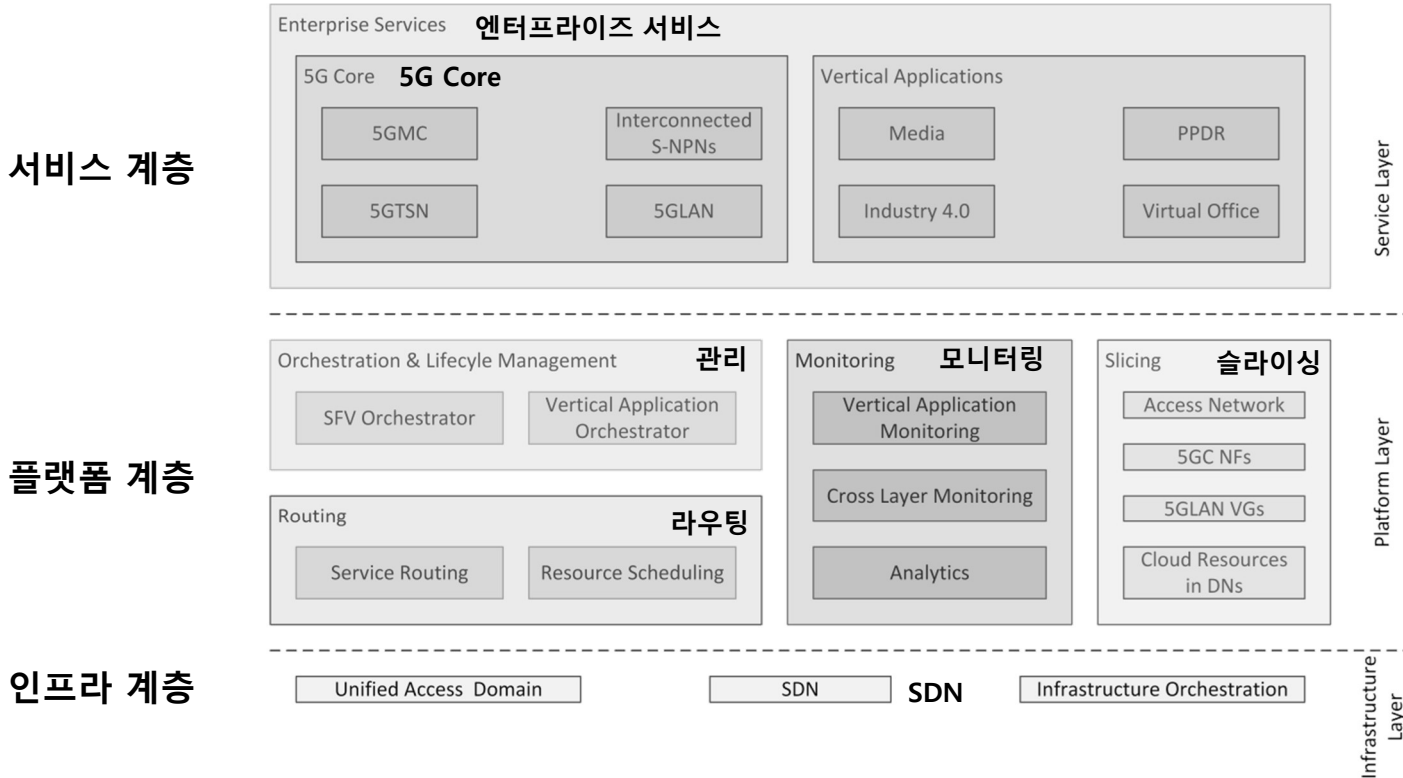 Enterprise Services 엔터프라이즈 서비스
5G Core 5G Core
Vertical Applications
5GMC
Interconnected
S-NPNs
Media
PPDR
서비스 계층
5GTSN
5GLAN
Industry 4.0
Virtual Office
Service Layer
Orchestration & Lifecyle Management 관리
SFV Orchestrator
Vertical Application
Orchestrator
Monitoring 모니터링
Vertical Application
Monitoring
Cross Layer Monitoring
Analytics
Slicing 슬라이싱
Access Network
5GC NFs
5GLAN VGs
Cloud Resources
in DNs
플랫폼 계층
Routing 라우팅
Service Routing
Resource Scheduling
Platform Layer
인프라 계층
Unified Access Domain
SDN SDN
Infrastructure Orchestration
Infrastructure
Layer